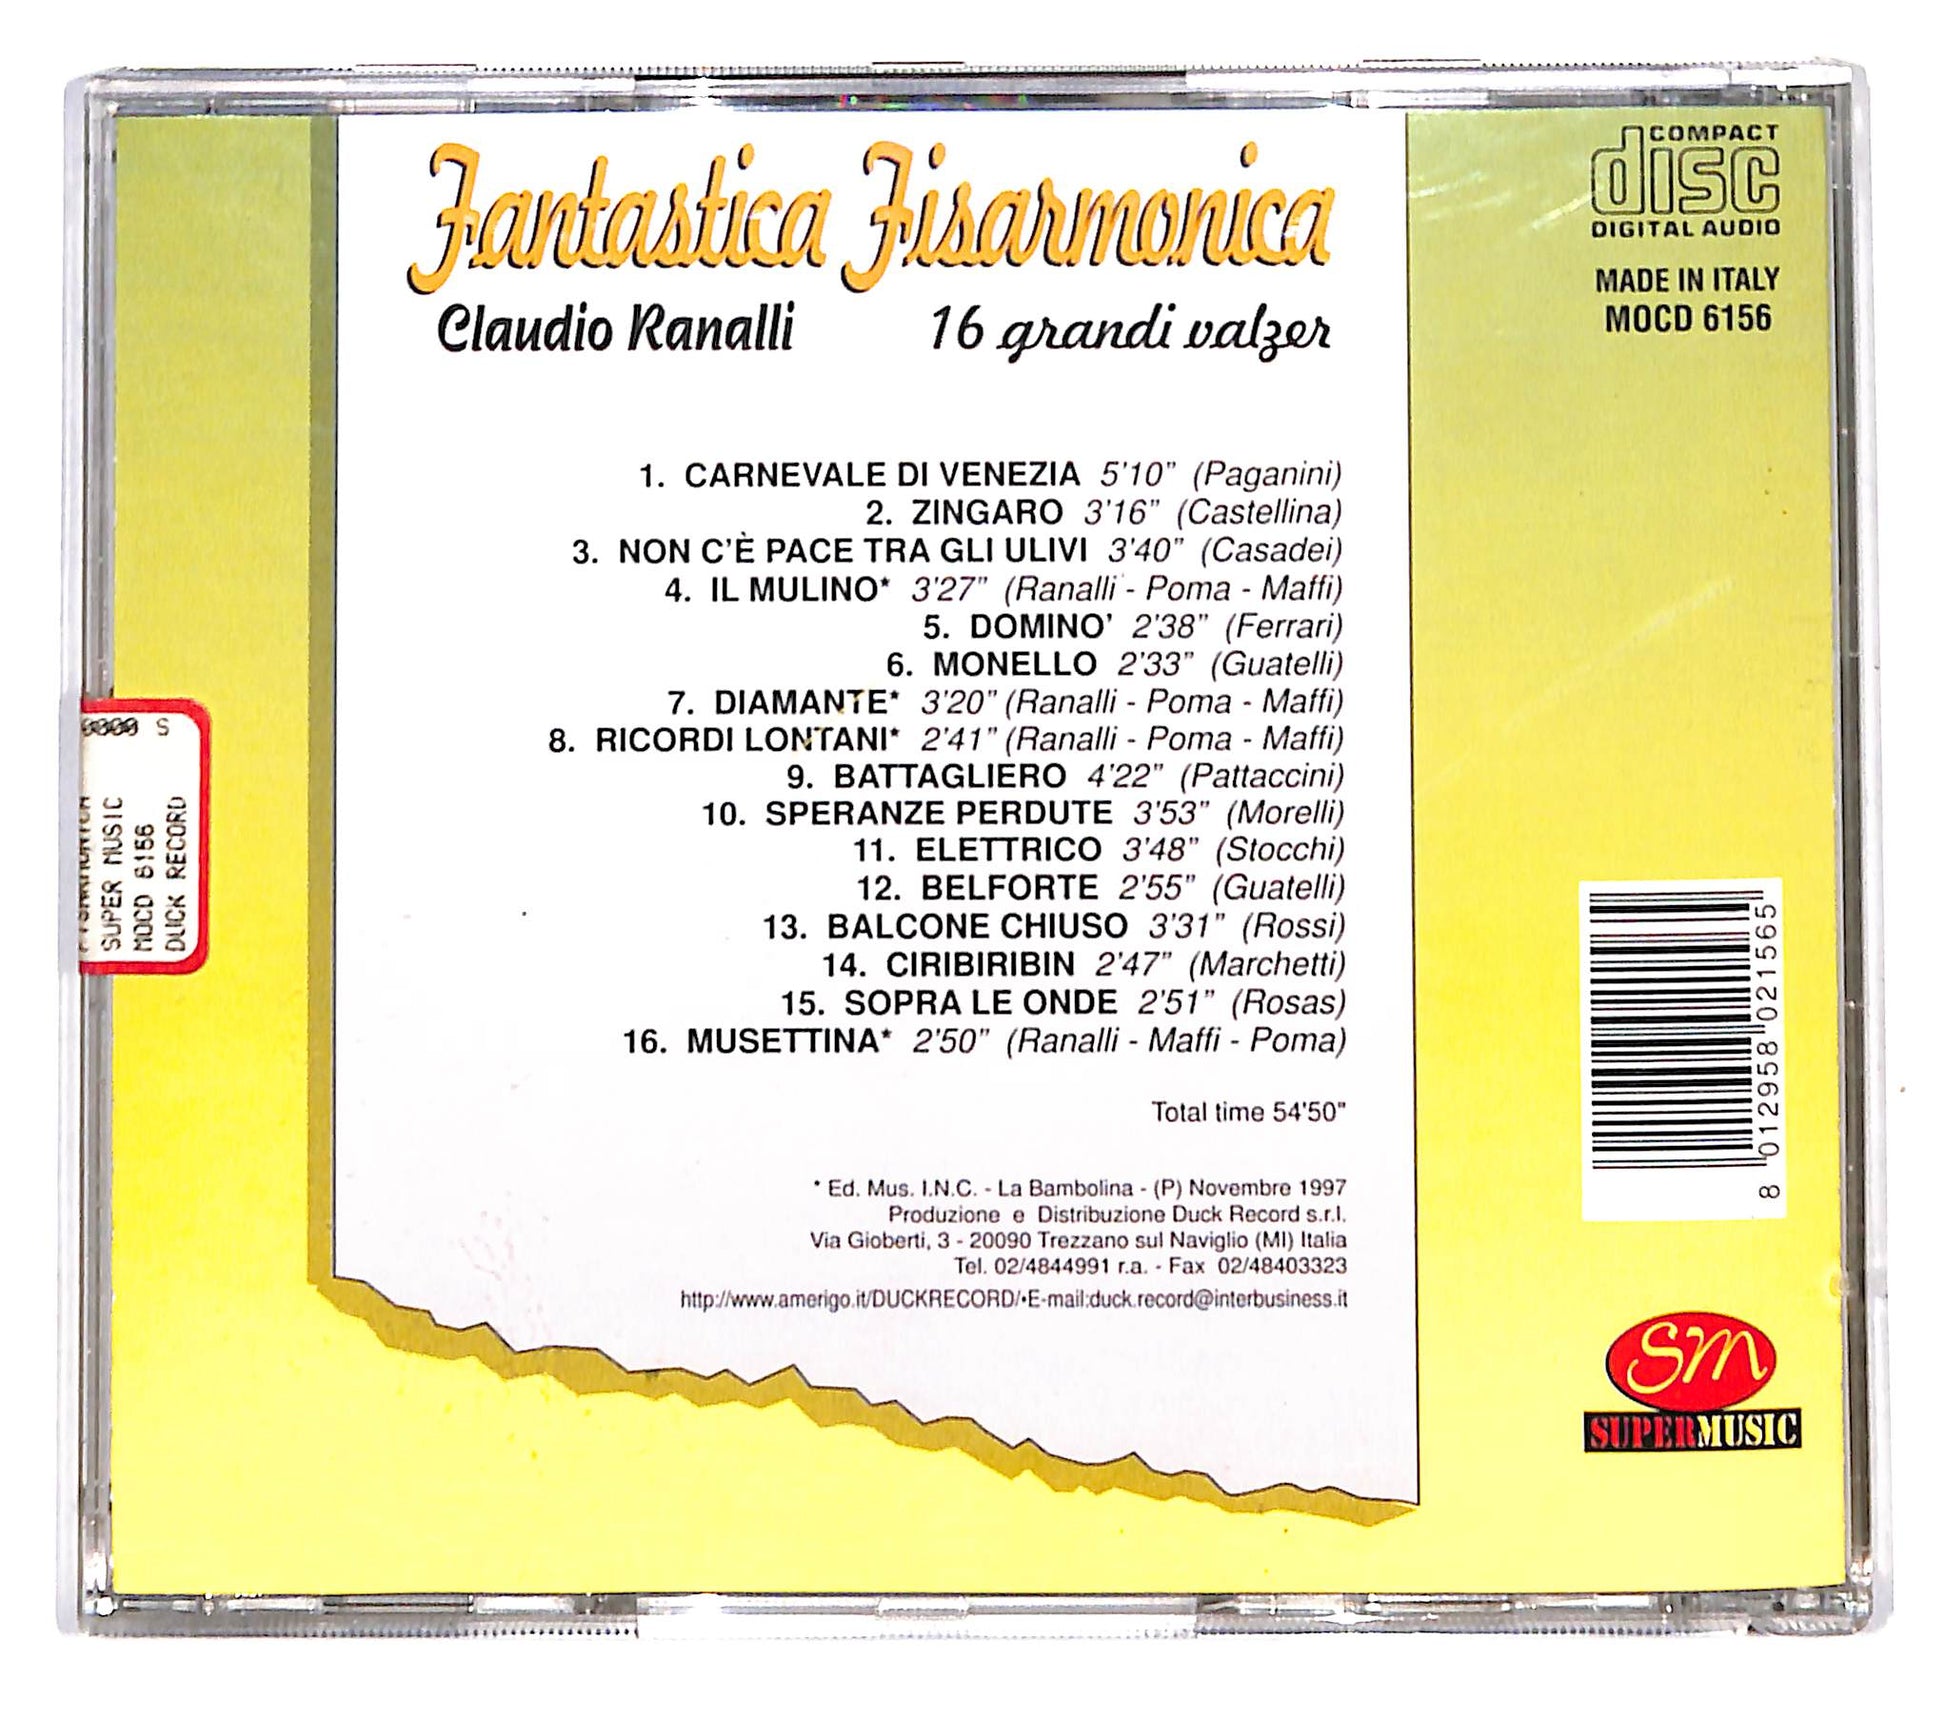 Fantastica Fisarmonica
Claudio Ranalli 16 grandi valzer
1. CARNEVALE DI VENEZIA 5'10" (Paganini)
2. ZINGARO 3'16" (Castellina)
3. NON C'È PACE TRA GLI ULIVI 3'40" (Casadei)
4. IL MULINO* 3'27" (Ranalli - Poma - Maffi)
5. DOMINO' 2'38" (Ferrari)
6. MONELLO 2'33" (Guatelli)
7. DIAMANTE* 3'20" (Ranalli - Poma - Maffi)
8. RICORDI LONTANI* 2'41" (Ranalli - Poma - Maffi)
9. BATTAGLIERO 4'22" (Pattaccini)
10. SPERANZE PERDUTE 3'53" (Morelli)
11. ELETTRICO 3'48" (Stocchi)
12. BELFORTE 2'55" (Guatelli)
13. BALCONE CHIUSO 3'31" (Rossi)
14. CIRIBIRIBIN 2'47" (Marchetti)
15. SOPRA LE ONDE 2'51" (Rosas)
16. MUSETTINA* 2'50" (Ranalli - Maffi - Poma)
Total time 54'50"
* Ed. Mus. I.N.C. - La Bambolina - (P) Novembre 1997
Produzione e Distribuzione Duck Record s.r.l.
Via Gioberti, 3 - 20090 Trezzano sul Naviglio (MI) Italia
Tel. 02/4844991 r.a. - Fax 02/48403323
http://www.amerigo.it/DUCKRECORD/•E-mail:duck.record@interbusiness.it
COMPACT
disc
DIGITAL AUDIO
MADE IN ITALY
MOCD 6156
8 012958 021565
SM
SUPERMUSIC
S
SUPER MUSIC
MOCD 6156
DUCK RECORD